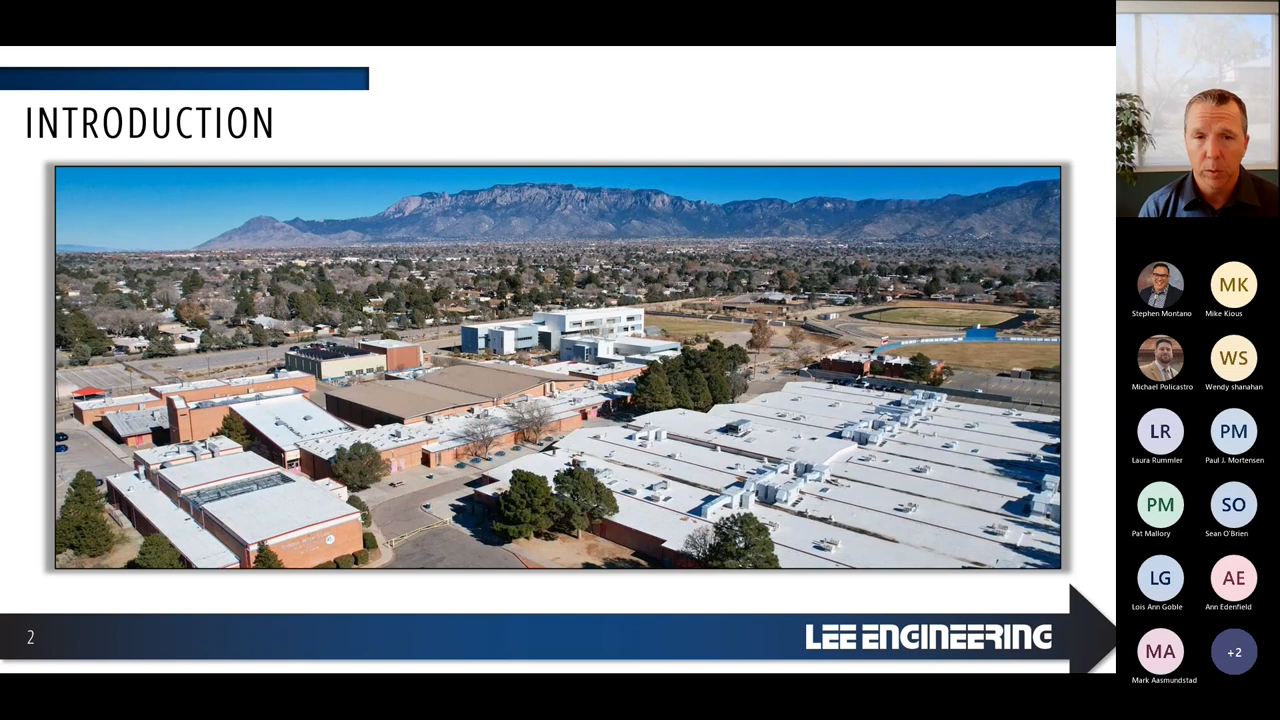 INTRODUCTION
2
LEE ENGINEERING
Stephen Montano
MK
Mike Kious
Michael Policastro
WS
Wendy shanahan
LR
Laura Rummler
PM
Paul J. Mortensen
PM
Pat Mallory
SO
Sean O'Brien
LG
Lois Ann Goble
AE
Ann Edenfield
MA
Mark Aasmundstad
+2